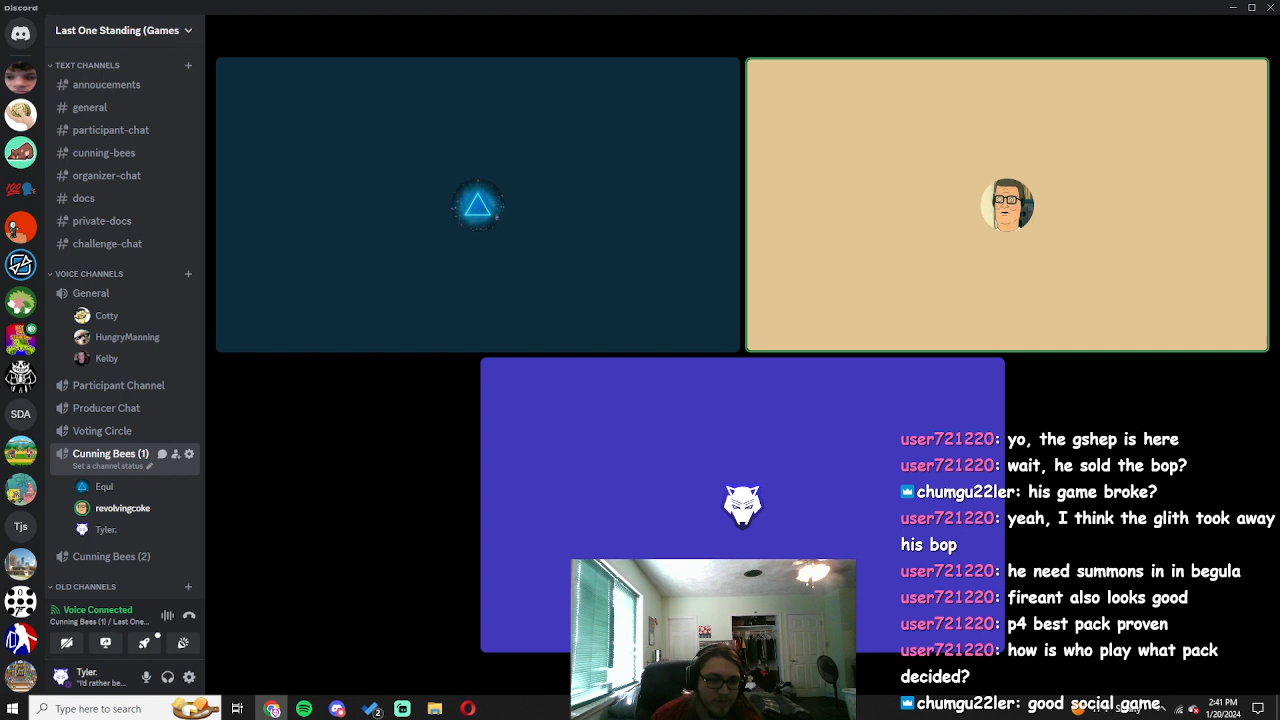 Discord
Last One Standing (Games
TEXT CHANNELS
annoucements
general
participant-chat
cunning-bees
organizer-chat
docs
private-docs
challenge-chat
VOICE CHANNELS
General
Cotty
HungryManning
Kelby
Participant Channel
Producer Chat
Voting Circle
Cunning Bees (1)
Set a channel status
Equi
revolvingcoke
Tyler.
Cunning Bees (2)
OLD CHANNELS
SDA
Tjs
Voice Connected
Cunning Bees (1) / Last One...
Tyler.
"I'd rather be...
user721220: yo, the gshep is here
user721220: wait, he sold the bop?
chumgu22ler: his game broke?
user721220: yeah, I think the glith took away
his bop
user721220: he need summons in in begula
user721220: fireant also looks good
user721220: p4 best pack proven
user721220: how is who play what pack
decided?
chumgu22ler: good social game
Type here to search
2:41 PM
1/20/2024